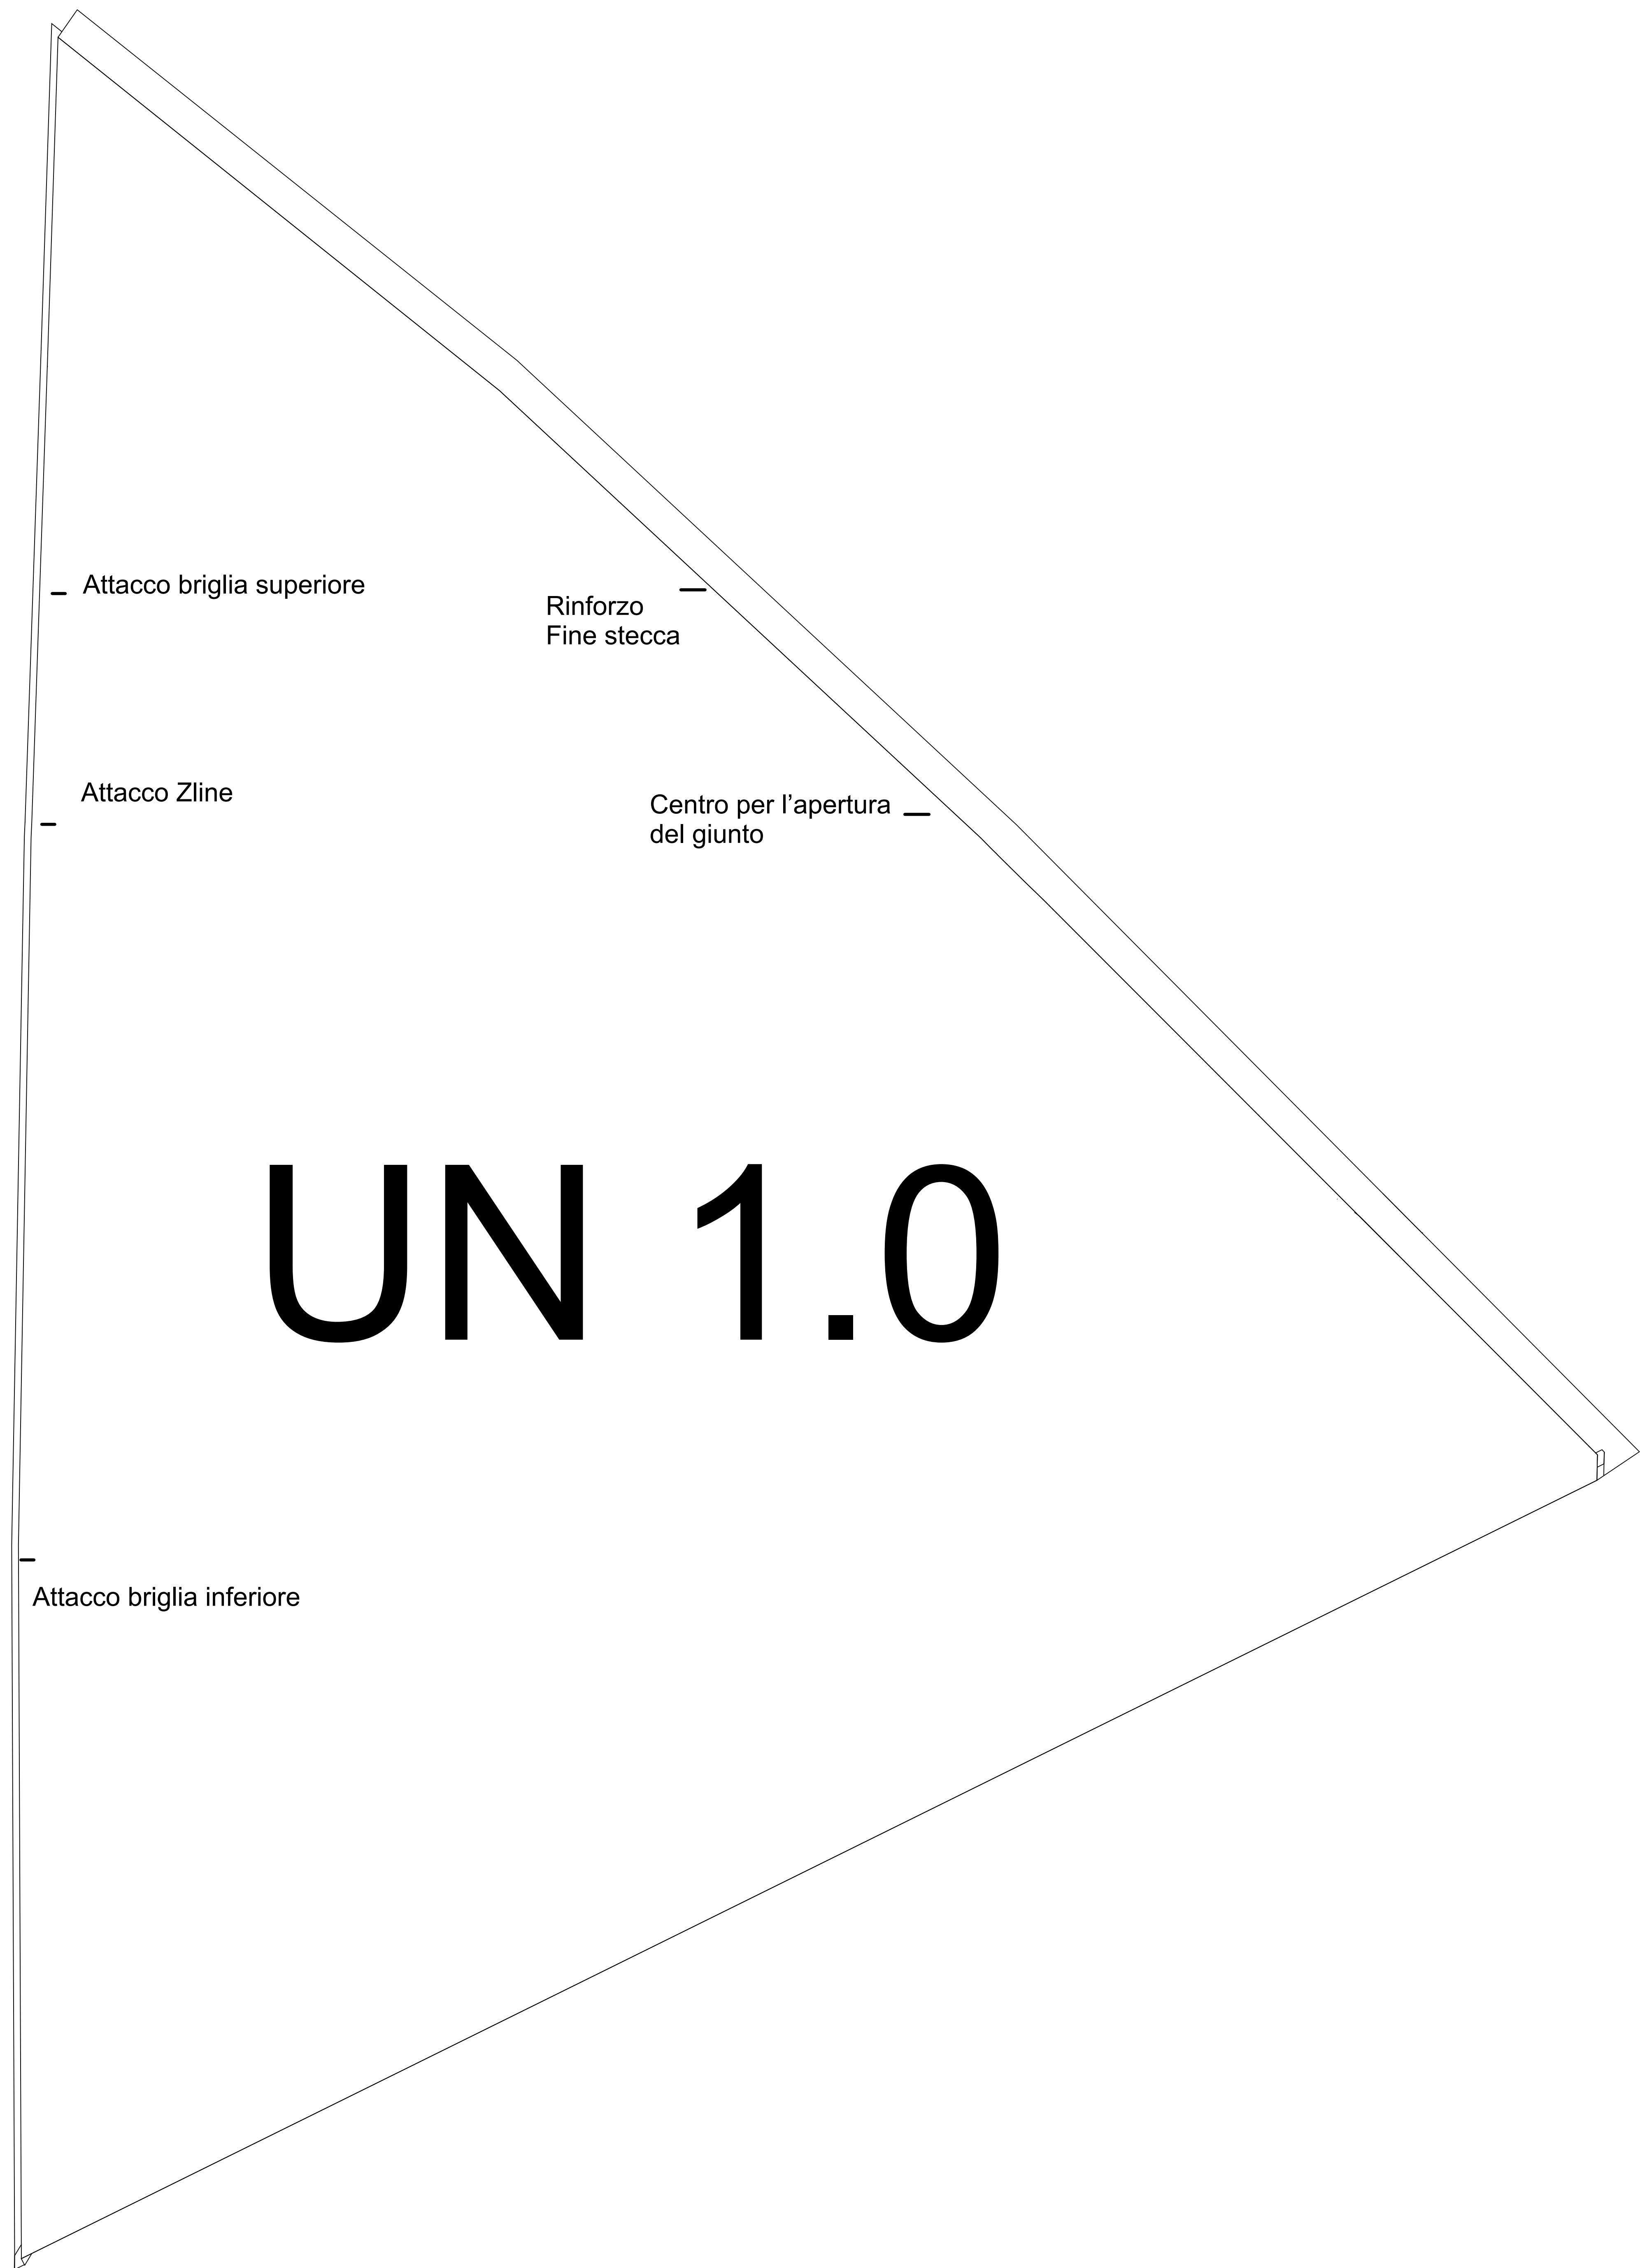 Attacco briglia superiore
Rinforzo
Fine stecca
Attacco Zline
Centro per l’apertura
del giunto
UN 1.0
Attacco briglia inferiore